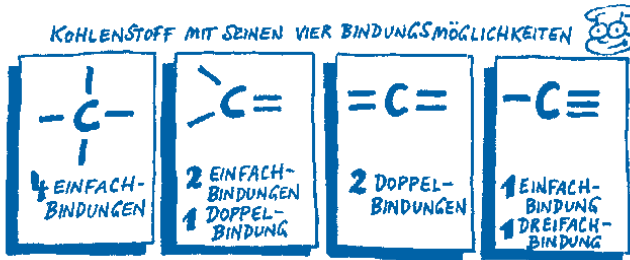 KOHLENSTOFF MIT SEINEN VIER BINDUNGSMÖGLICHKEITEN
C
4 EINFACH-
BINDUNGEN
C=
2 EINFACH-
BINDUNGEN
1 DOPPEL-
BINDUNG
=C=
2 DOPPEL-
BINDUNGEN
-C≡
1 EINFACH-
BINDUNG
1 DREIFACH-
BINDUNG